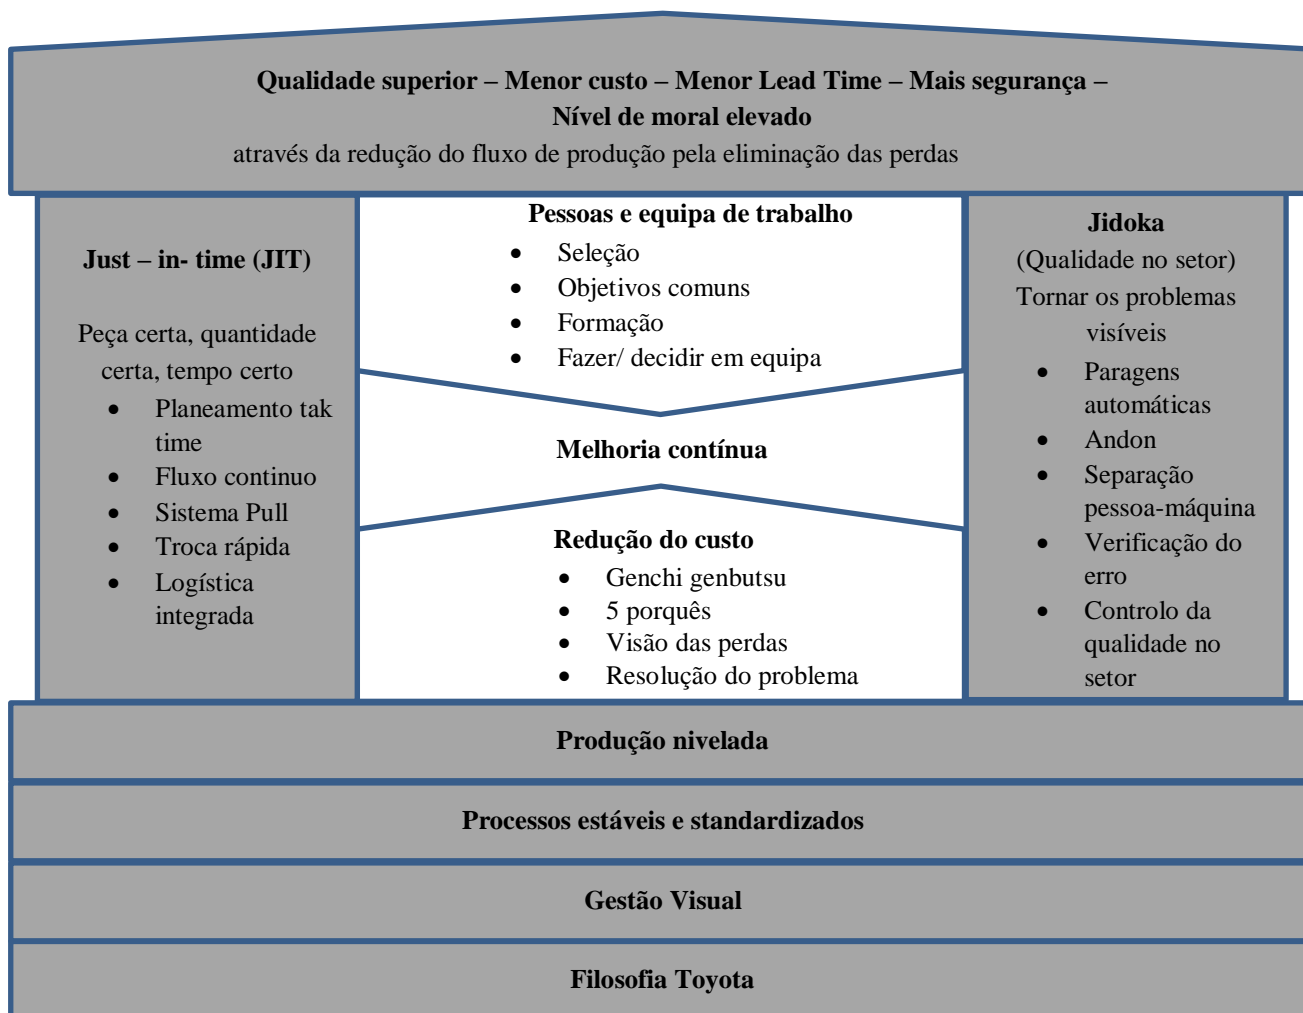 Qualidade superior – Menor custo – Menor Lead Time – Mais segurança –
Nível de moral elevado
através da redução do fluxo de produção pela eliminação das perdas
Just – in- time (JIT)
Peça certa, quantidade
certa, tempo certo
• Planeamento tak
time
• Fluxo continuo
• Sistema Pull
• Troca rápida
• Logística
integrada
Pessoas e equipa de trabalho
• Seleção
• Objetivos comuns
• Formação
• Fazer/ decidir em equipa
Melhoria contínua
Redução do custo
• Genchi genbutsu
• 5 porquês
• Visão das perdas
• Resolução do problema
Jidoka
(Qualidade no setor)
Tornar os problemas
visíveis
• Paragens
automáticas
• Andon
• Separação
pessoa-máquina
• Verificação do
erro
• Controlo da
qualidade no
setor
Produção nivelada
Processos estáveis e standardizados
Gestão Visual
Filosofia Toyota